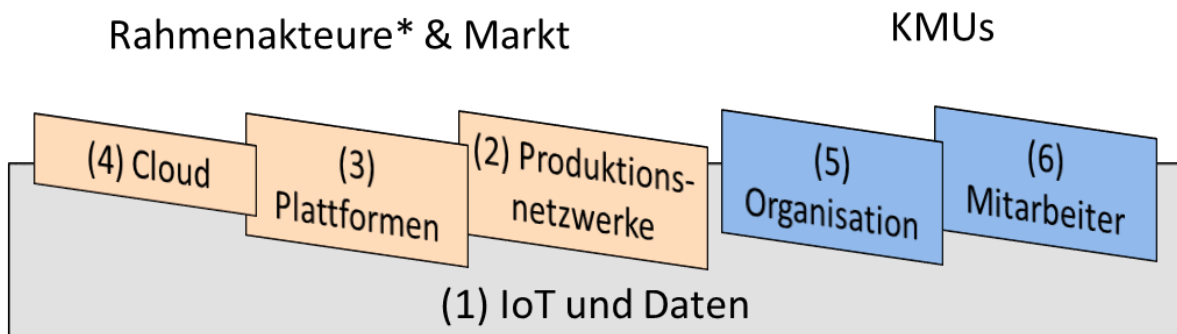 Rahmenakteure* & Markt
KMUs
(4) Cloud
(3)
Plattformen
(2) Produktions-
netzwerke
(5)
Organisation
(6)
Mitarbeiter
(1) IoT und Daten